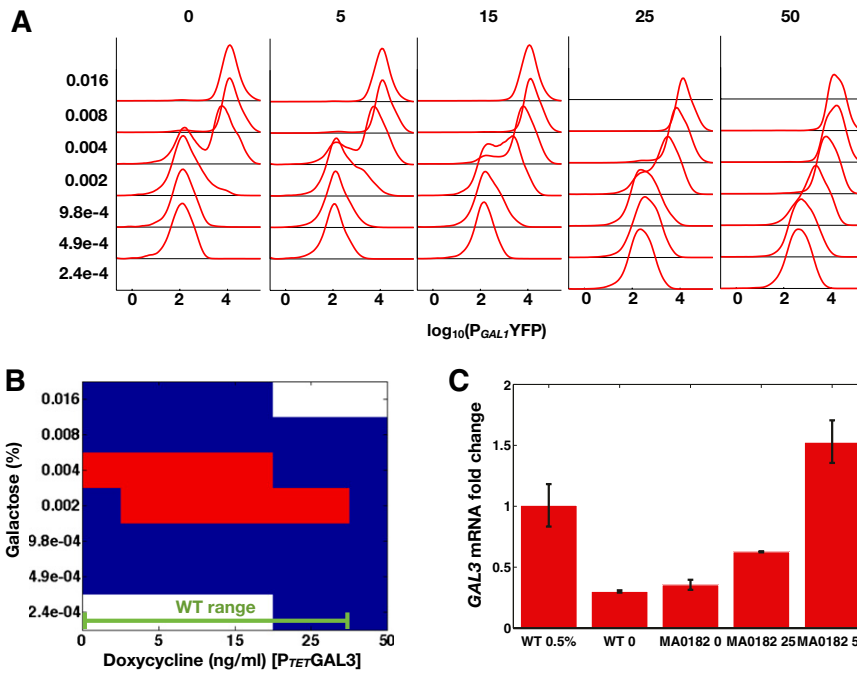 A
0 5 15 25 50
0.016
0.008
0.004
0.002
9.8e-4
4.9e-4
2.4e-4
0 2 4 0 2 4 0 2 4 0 2 4 0 2 4
log10(PGAL1YFP)
B
Galactose (%)
0.016
0.008
0.004
0.002
9.8e-04
4.9e-04
2.4e-04
WT range
0 5 15 25 50
Doxycycline (ng/ml) [PTETGAL3]
C
GAL3 mRNA fold change
2
1.5
1
0.5
0
WT 0.5% WT 0 MA0182 0 MA0182 25 MA0182 5